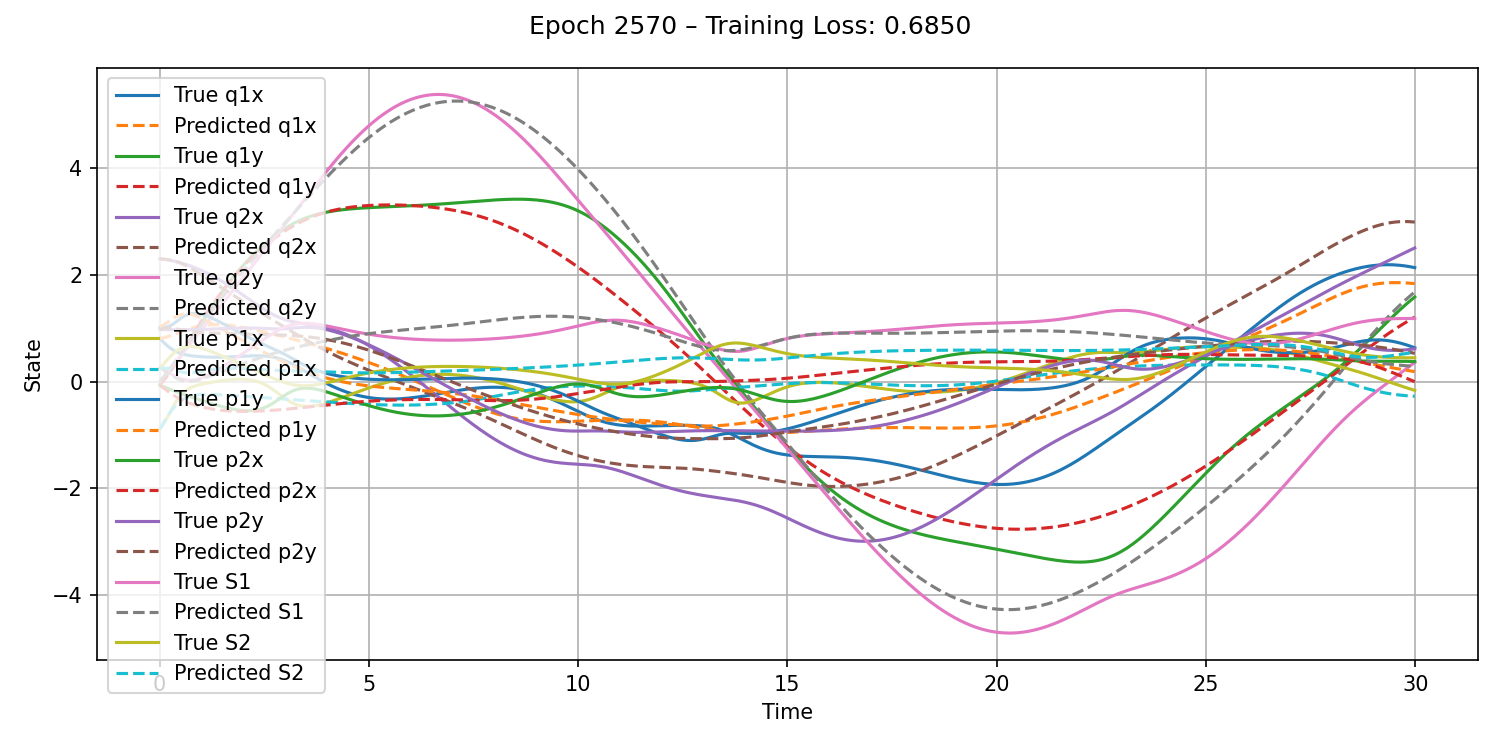 Epoch 2570 – Training Loss: 0.6850
State
4
2
0
−2
−4
True q1x
Predicted q1x
True q1y
Predicted q1y
True q2x
Predicted q2x
True q2y
Predicted q2y
True p1x
Predicted p1x
True p1y
Predicted p1y
True p2x
Predicted p2x
True p2y
Predicted p2y
True S1
Predicted S1
True S2
Predicted S2
0 5 10 15 20 25 30
Time